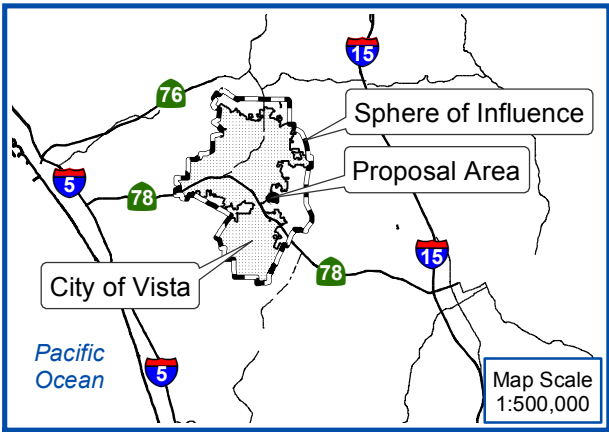 15
76
Sphere of Influence
Proposal Area
5
78
15
78
City of Vista
Pacific
Ocean
5
Map Scale
1:500,000